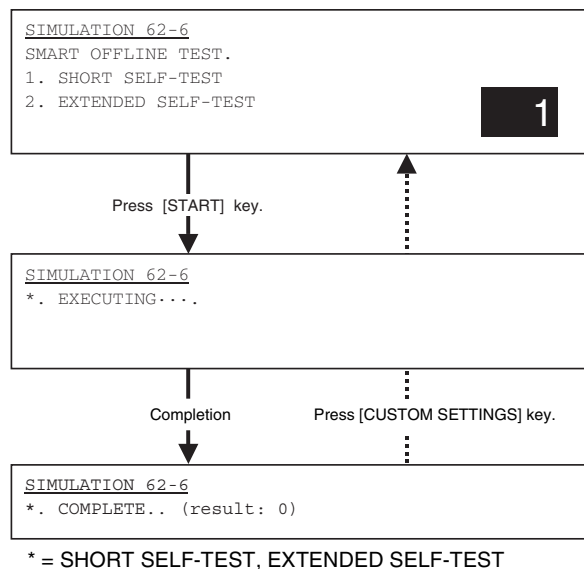 SIMULATION 62-6
SMART OFFLINE TEST.
1. SHORT SELF-TEST
2. EXTENDED SELF-TEST
1
Press [START] key.
SIMULATION 62-6
*. EXECUTING····.
Completion
Press [CUSTOM SETTINGS] key.
SIMULATION 62-6
*. COMPLETE.. (result: 0)
* = SHORT SELF-TEST, EXTENDED SELF-TEST